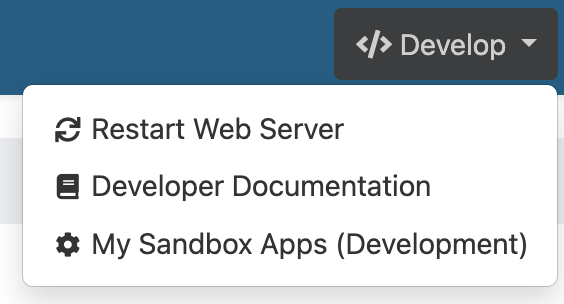 Develop
Restart Web Server
Developer Documentation
My Sandbox Apps (Development)